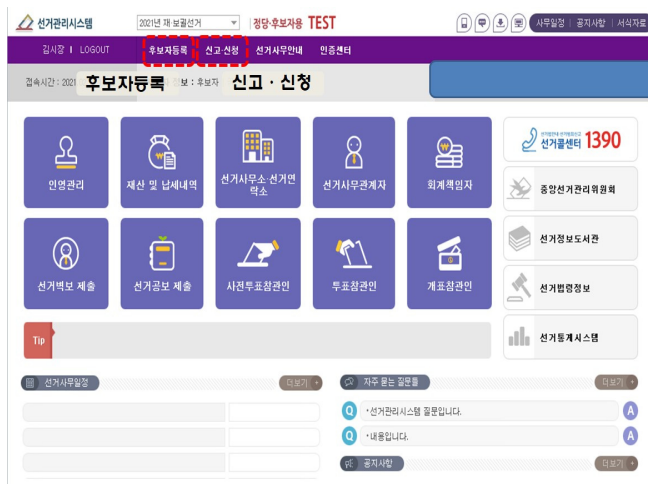 선거관리시스템
2021년 재·보궐선거
정당·후보자용 TEST
사무일정 | 공지사항 | 서식자료
김시장 | LOGOUT
후보자등록 신고·신청 선거사무안내 인증센터
접속시간 : 2021 보 : 후보자
후보자등록 신고 · 신청
인영관리
재산 및 납세내역
선거사무소·선거연
락소
선거사무관계자
회계책임자
선거콜센터 1390
중앙선거관리위원회
선거벽보 제출
선거공보 제출
사전투표참관인
투표참관인
개표참관인
선거정보도서관
선거법령정보
Tip
선거통계시스템
선거사무일정
더보기 +
자주 묻는 질문들
더보기 +
Q ·선거관리시스템 질문입니다. A
Q ·내용입니다. A
공지사항
더보기 +